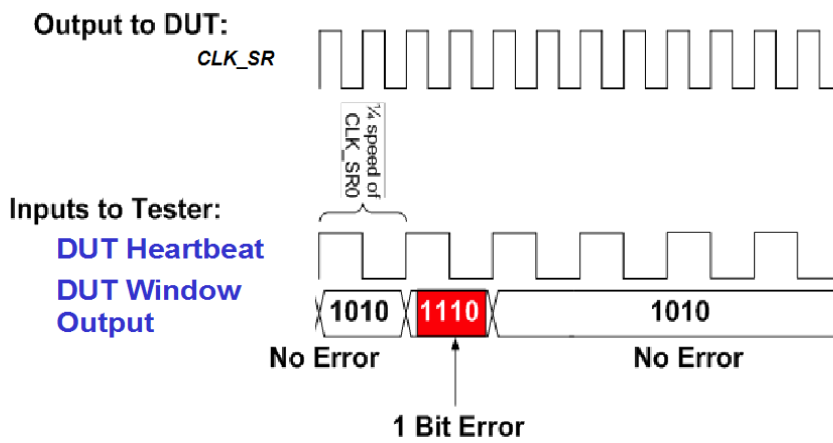 Output to DUT:
CLK_SR
¼ speed of
CLK_SR0
Inputs to Tester:
DUT Heartbeat
DUT Window
Output
1010
1110
1010
No Error
No Error
1 Bit Error